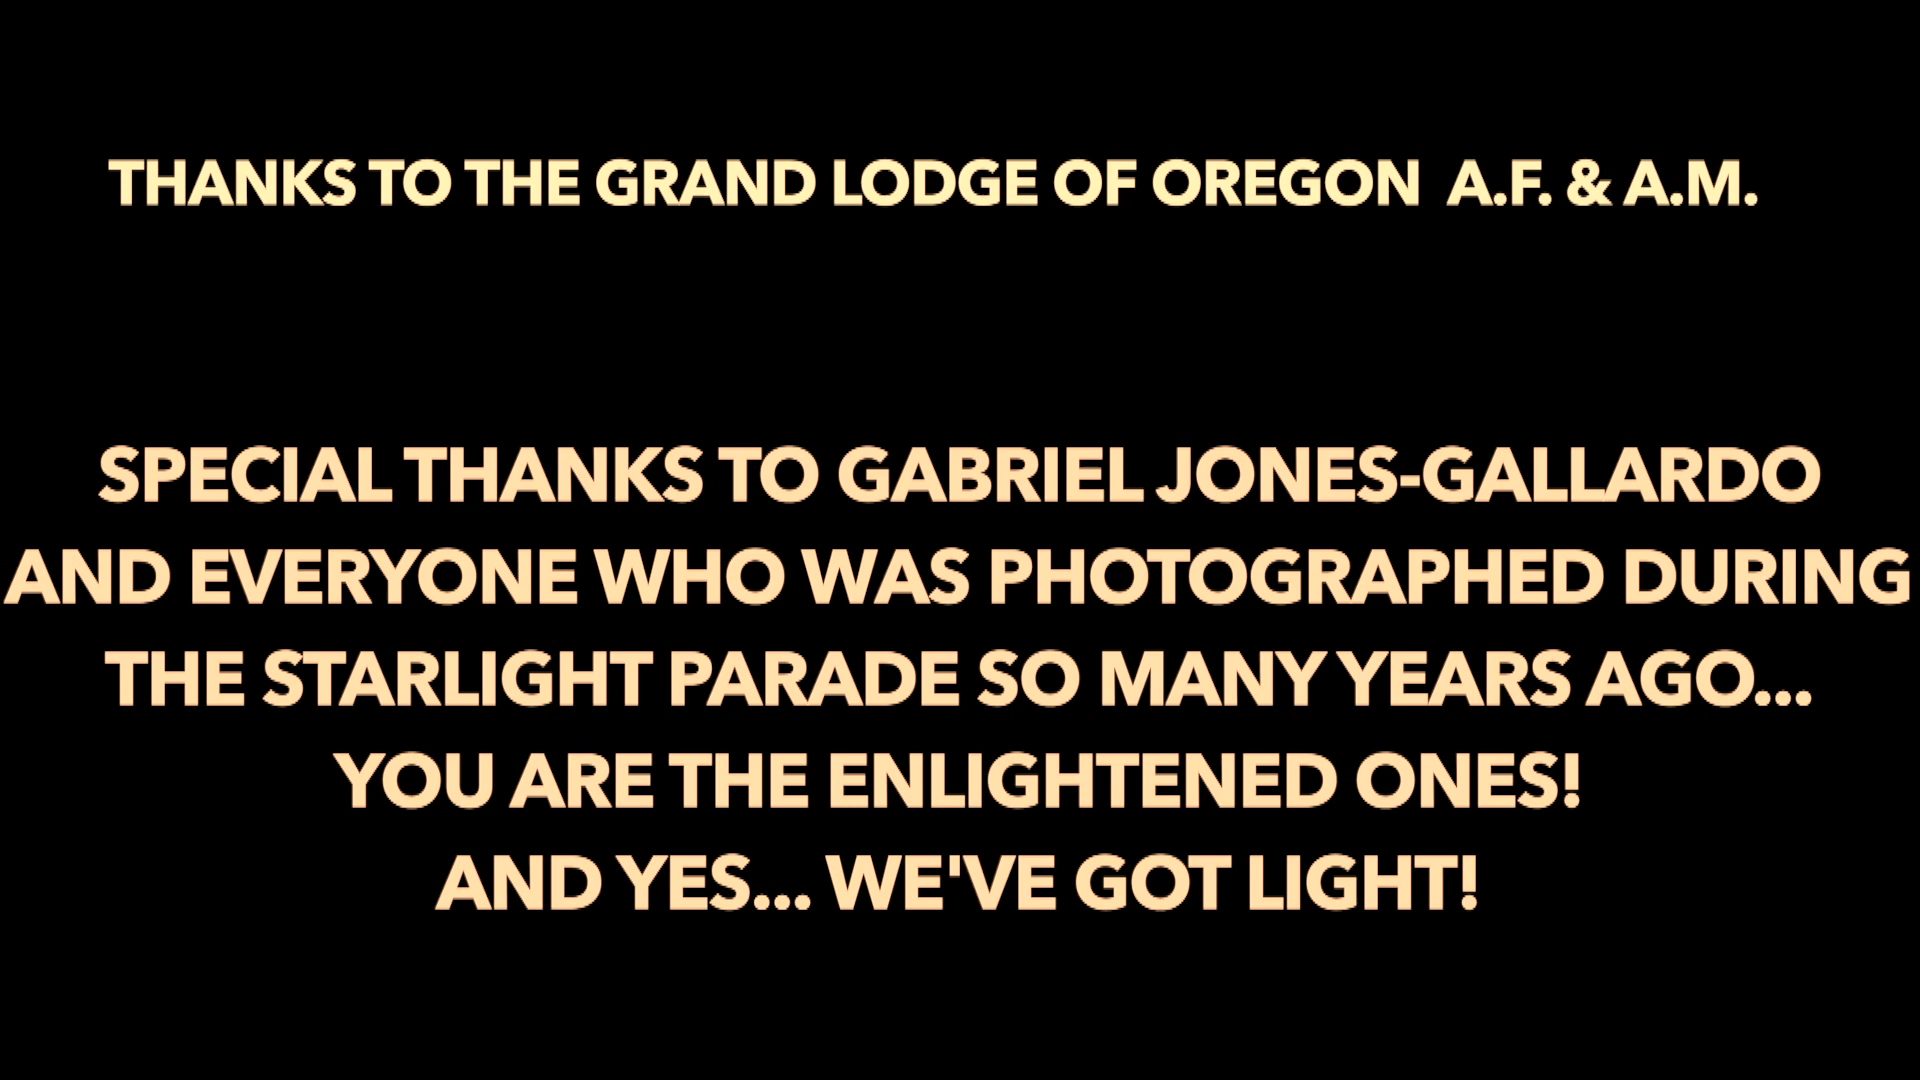 THANKS TO THE GRAND LODGE OF OREGON  A.F. & A.M.
SPECIAL THANKS TO GABRIEL JONES-GALLARDO
AND EVERYONE WHO WAS PHOTOGRAPHED DURING
THE STARLIGHT PARADE SO MANY YEARS AGO...
YOU ARE THE ENLIGHTENED ONES!
AND YES... WE'VE GOT LIGHT!